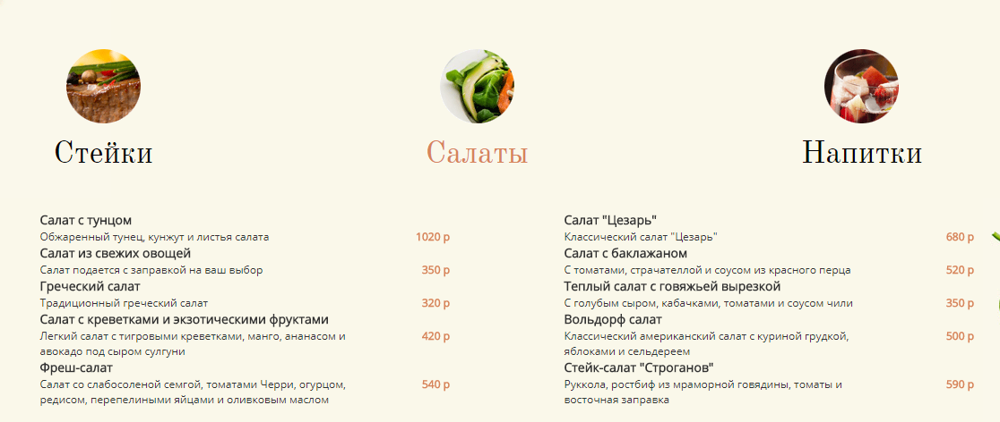 Стейки
Салаты
Напитки
Салат с тунцом
Обжаренный тунец, кунжут и листья салата 1020 р
Салат из свежих овощей
Салат подается с заправкой на ваш выбор 350 р
Греческий салат
Традиционный греческий салат 320 р
Салат с креветками и экзотическими фруктами
Легкий салат с тигровыми креветками, манго, ананасом и 420 р
авокадо под сыром сулгуни
Фреш-салат
Салат со слабосоленой семгой, томатами Черри, огурцом, 540 р
редисом, перепелиными яйцами и оливковым маслом
Салат "Цезарь"
Классический салат "Цезарь" 680 р
Салат с баклажаном
С томатами, страчателлой и соусом из красного перца 520 р
Теплый салат с говяжьей вырезкой
С голубым сыром, кабачками, томатами и соусом чили 350 р
Вольдорф салат
Классический американский салат с куриной грудкой, 500 р
яблоками и сельдереем
Стейк-салат "Строганов"
Руккола, ростбиф из мраморной говядины, томаты и 590 р
восточная заправка